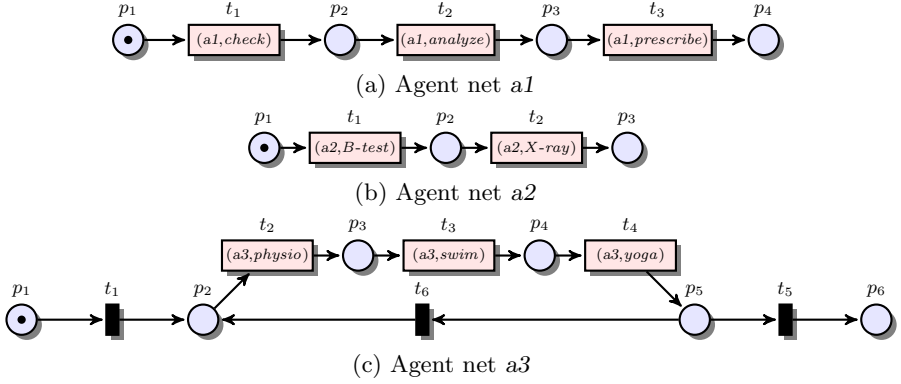 p1 t1 p2 t2 p3 t3 p4
(a1,check) (a1,analyze) (a1,prescribe)
(a) Agent net a1
p1 t1 p2 t2 p3
(a2,B-test) (a2,X-ray)
(b) Agent net a2
t2 p3 t3 p4 t4
(a3,physio) (a3,swim) (a3,yoga)
p1 t1 p2 t6 p5 t5 p6
(c) Agent net a3